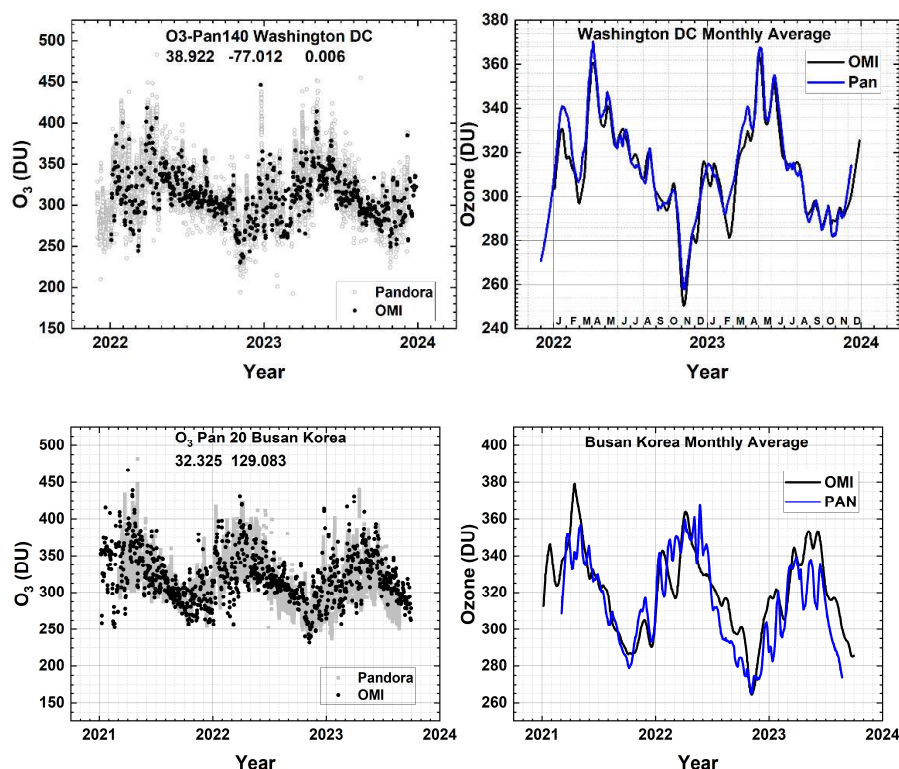 O3-Pan140 Washington DC
38.922 -77.012 0.006
O₃ (DU)
500
450
400
350
300
250
200
150
Pandora
OMI
2022 2023 2024
Year
Washington DC Monthly Average
OMI
Pan
Ozone (DU)
380
360
340
320
300
280
260
240
J F M A M J J A S O N D J F M A M J J A S O N D
2022 2023 2024
Year
O₃ Pan 20 Busan Korea
32.325 129.083
O₃ (DU)
500
450
400
350
300
250
200
150
Pandora
OMI
2021 2022 2023 2024
Year
Busan Korea Monthly Average
OMI
PAN
Ozone (DU)
400
380
360
340
320
300
280
260
2021 2022 2023 2024
Year